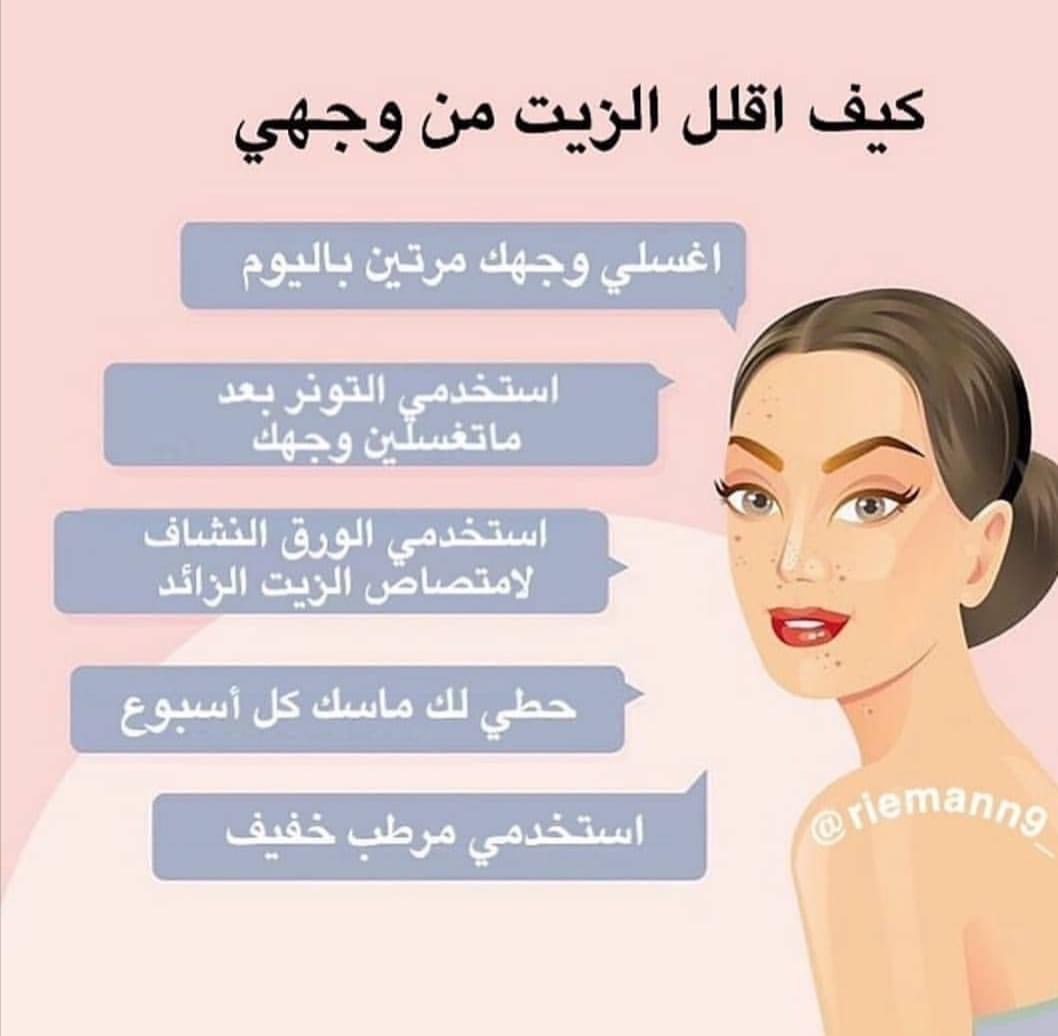 كيف اقلل الزيت من وجهي
اغسلي وجهك مرتين باليوم
استخدمي التونر بعد
ماتغسلين وجهك
استخدمي الورق النشاف
لامتصاص الزيت الزائد
حطي لك ماسك كل أسبوع
استخدمي مرطب خفيف
@riemann9_